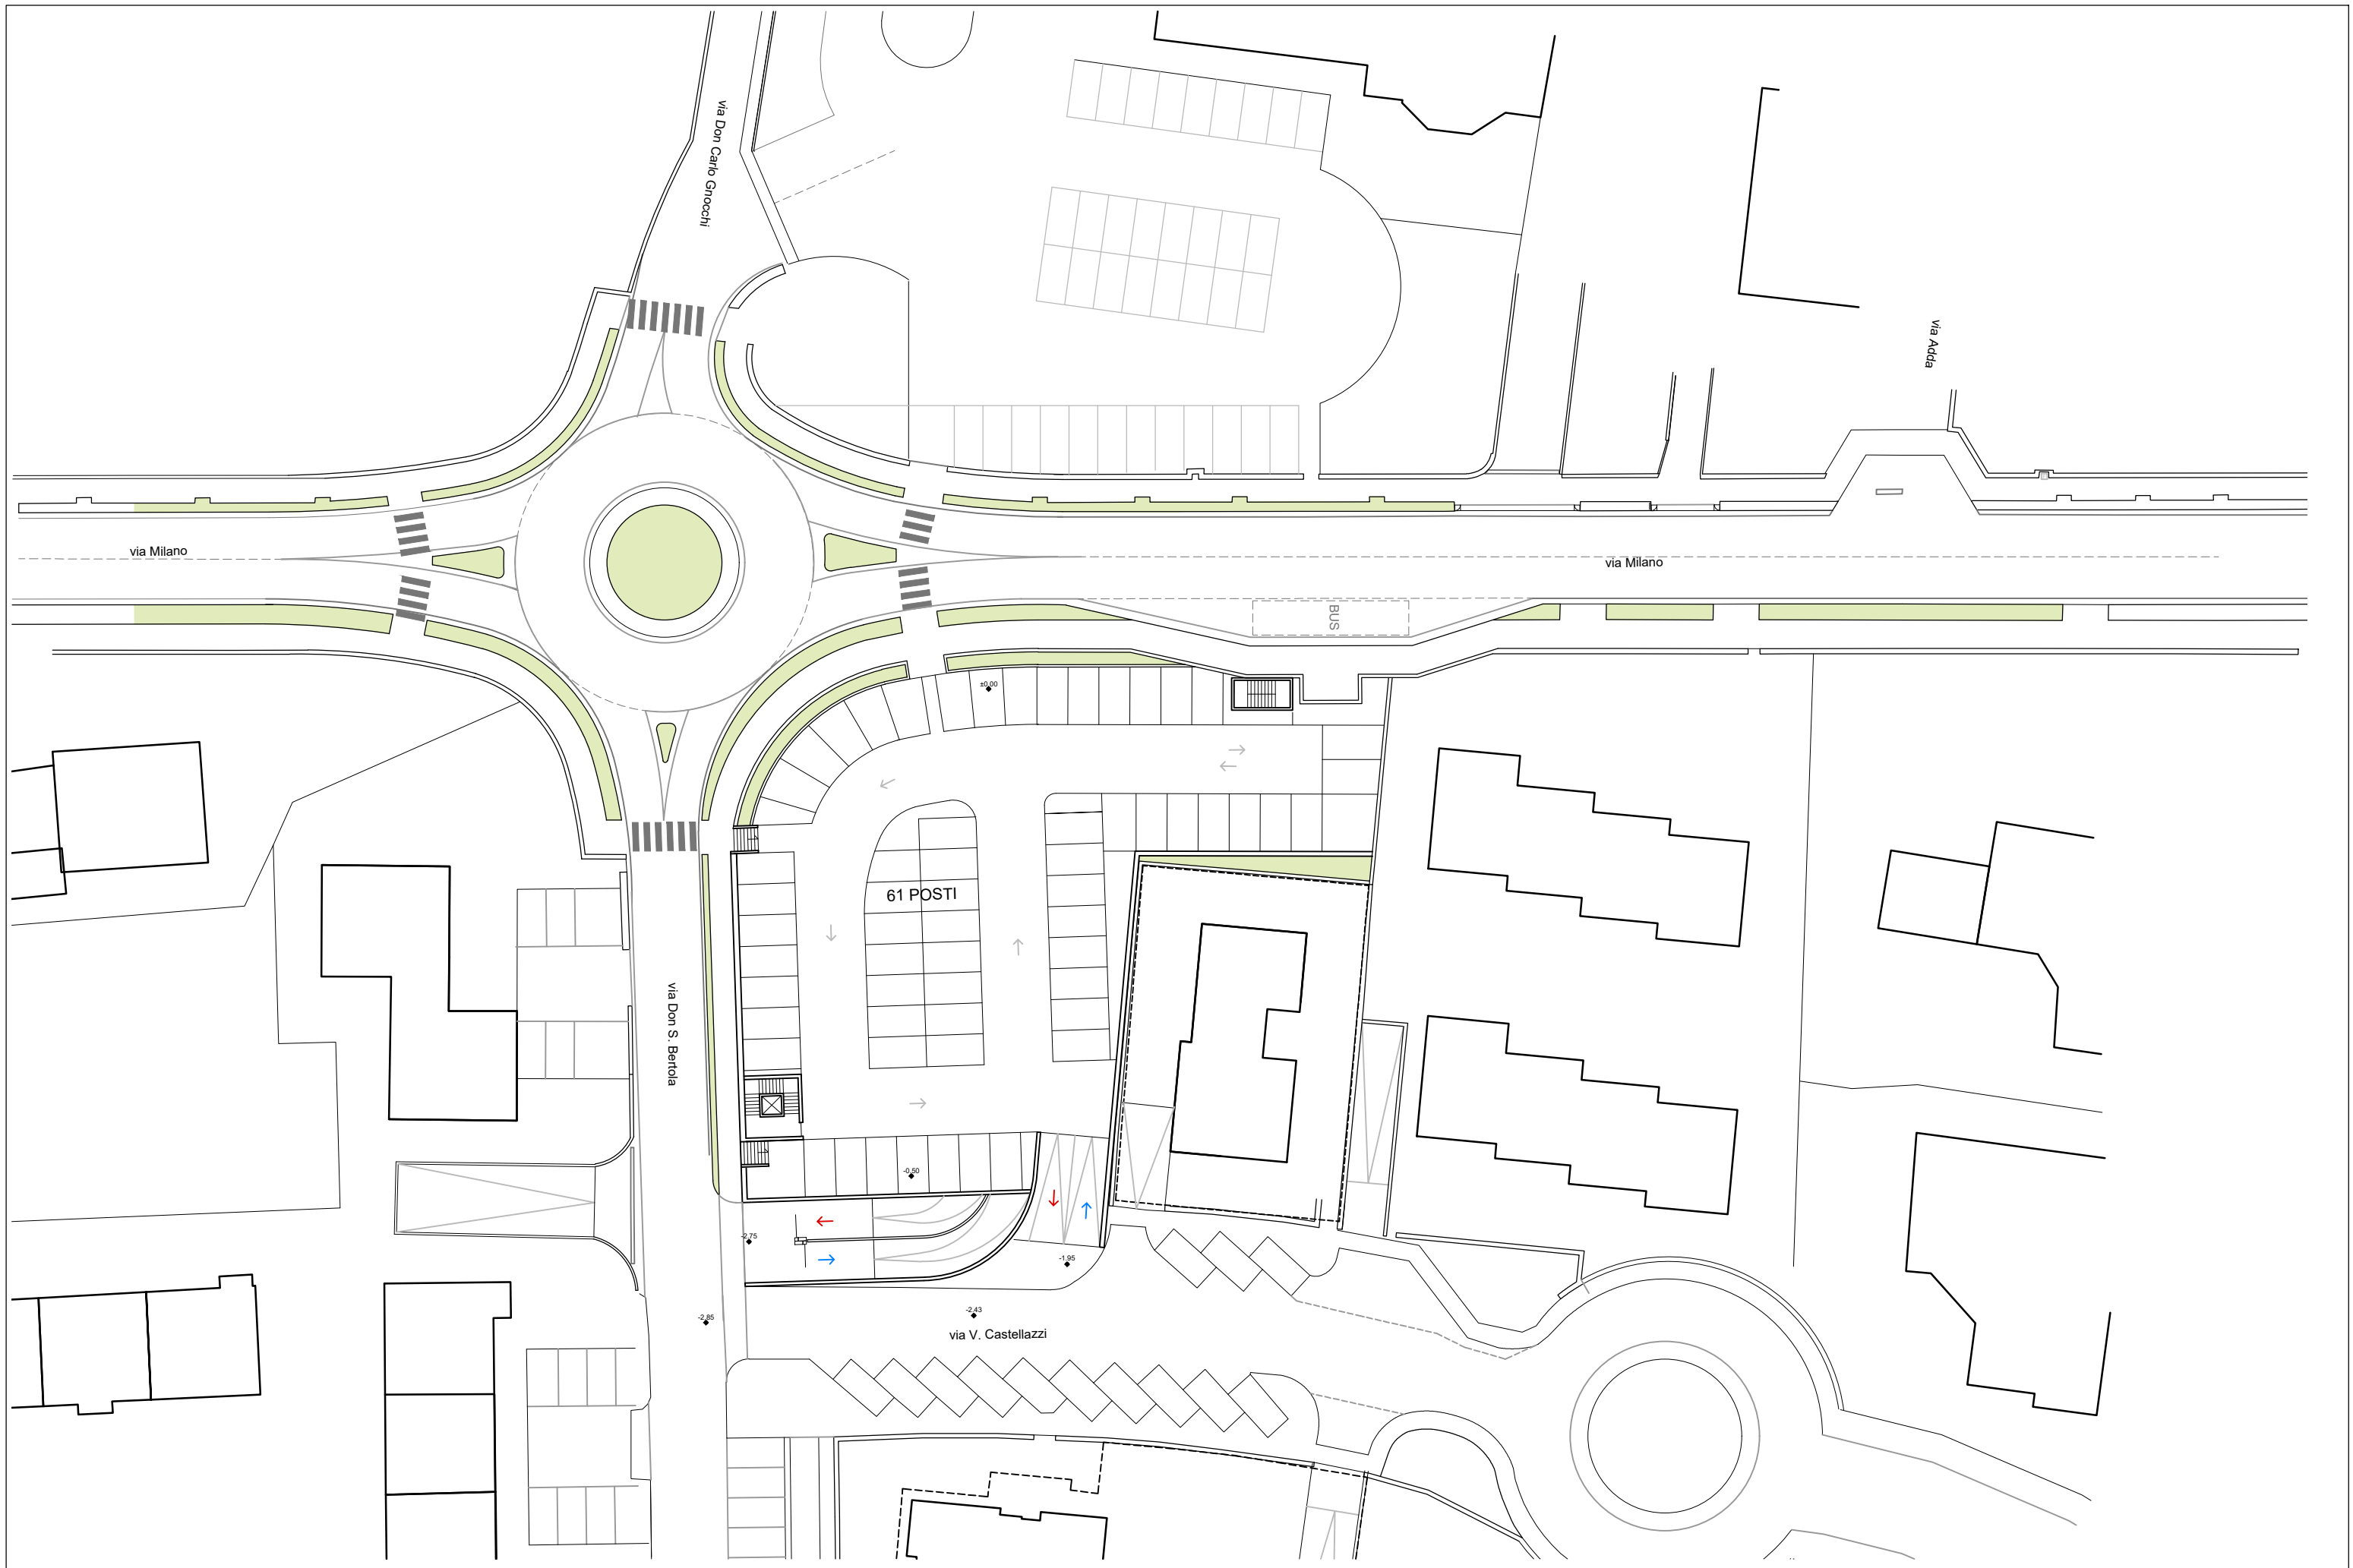 via Don Carlo Gnocchi
via Adda
via Milano
via Milano
BUS
±0,00
61 POSTI
via Don S. Bertola
-0,50
-2,75
-1,95
-2,43
-2,85
via V. Castellazzi